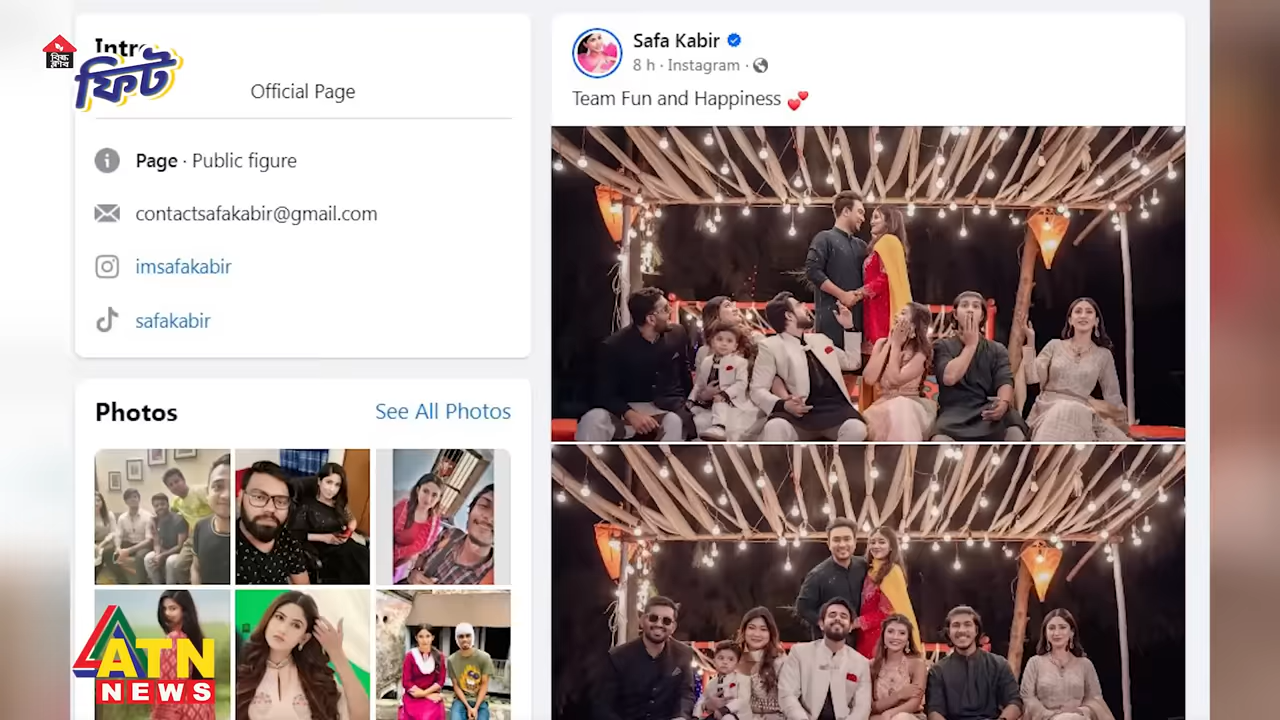 Intro
বিস্ক
ক্লাব
ফিট
Official Page
Page · Public figure
contactsafakabir@gmail.com
imsafakabir
safakabir
Photos
See All Photos
Safa Kabir
8 h · Instagram ·
Team Fun and Happiness 💕
ATN
NEWS